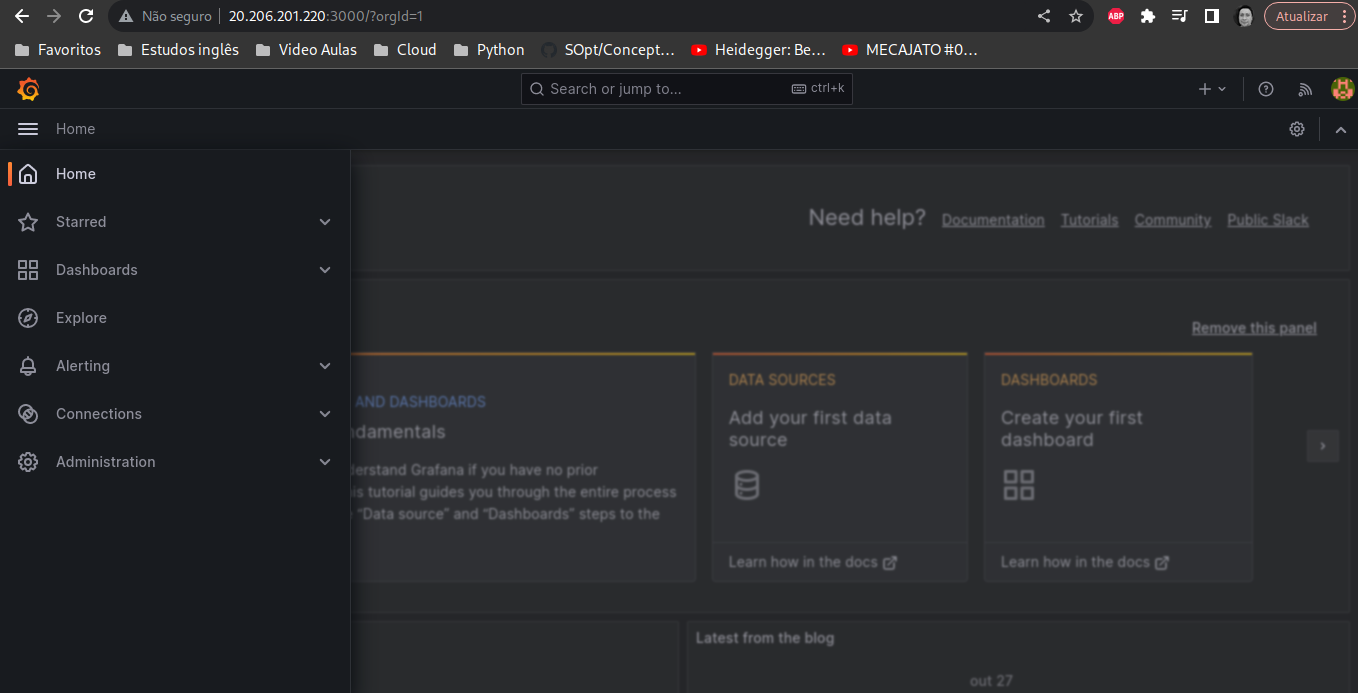 Não seguro 20.206.201.220:3000/?orgId=1 ABP Atualizar
Favoritos Estudos inglês Video Aulas Cloud Python SOpt/Concept… Heidegger: Be… MECAJATO #0…
Search or jump to... ctrl+k
Home
Home
Starred
Dashboards
Explore
Alerting
Connections
Administration
Need help? Documentation Tutorials Community Public Slack
Remove this panel
AND DASHBOARDS
ndamentals
derstand Grafana if you have no prior
is tutorial guides you through the entire process
“Data source” and “Dashboards” steps to the
DATA SOURCES
Add your first data
source
Learn how in the docs
DASHBOARDS
Create your first
dashboard
Learn how in the docs
Latest from the blog
out 27